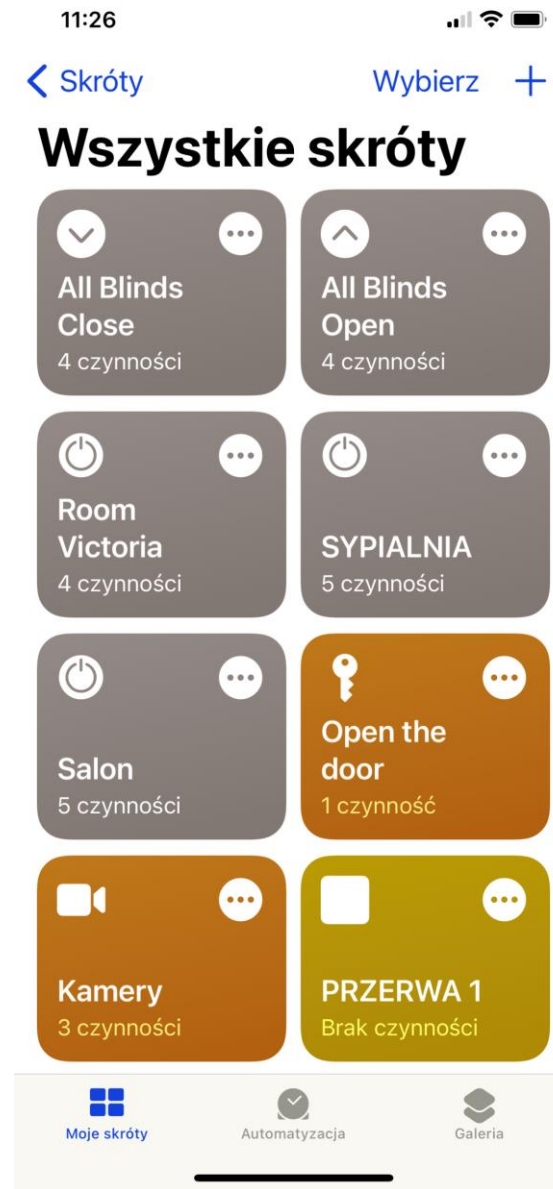 11:26
Skróty
Wybierz
Wszystkie skróty
All Blinds
Close
4 czynności
All Blinds
Open
4 czynności
Room
Victoria
4 czynności
SYPIALNIA
5 czynności
Salon
5 czynności
Open the
door
1 czynność
Kamery
3 czynności
PRZERWA 1
Brak czynności
Moje skróty
Automatyzacja
Galeria